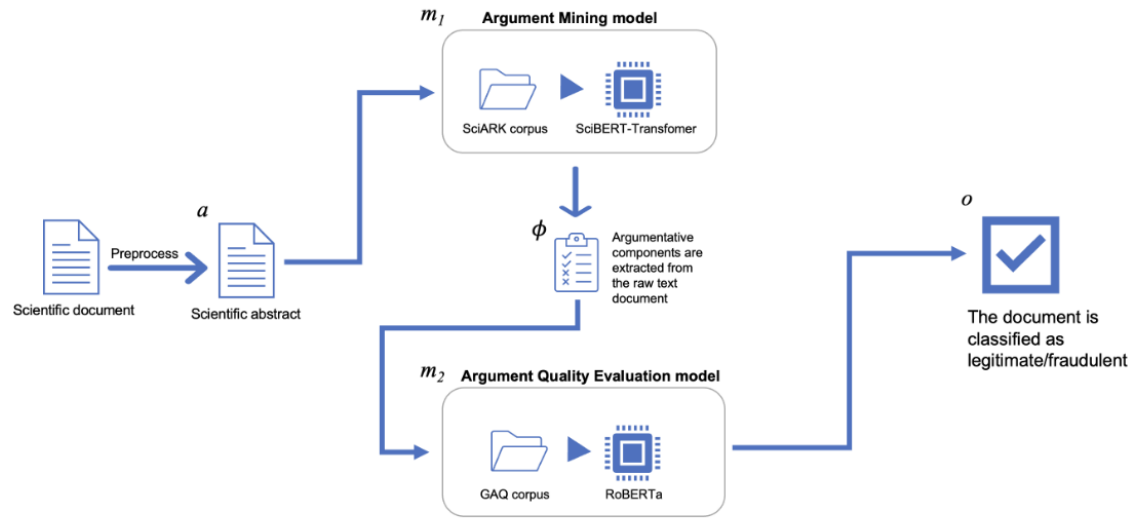 m1 Argument Mining model
SciARK corpus
SciBERT-Transfomer
a
Preprocess
Scientific document
Scientific abstract
ϕ
Argumentative
components are
extracted from
the raw text
document
o
The document is
classified as
legitimate/fraudulent
m2 Argument Quality Evaluation model
GAQ corpus
RoBERTa